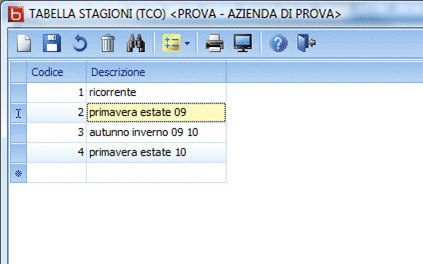 TABELLA STAGIONI (TCO) <PROVA - AZIENDA DI PROVA>
Codice Descrizione
1 ricorrente
2 primavera estate 09
3 autunno inverno 09 10
4 primavera estate 10